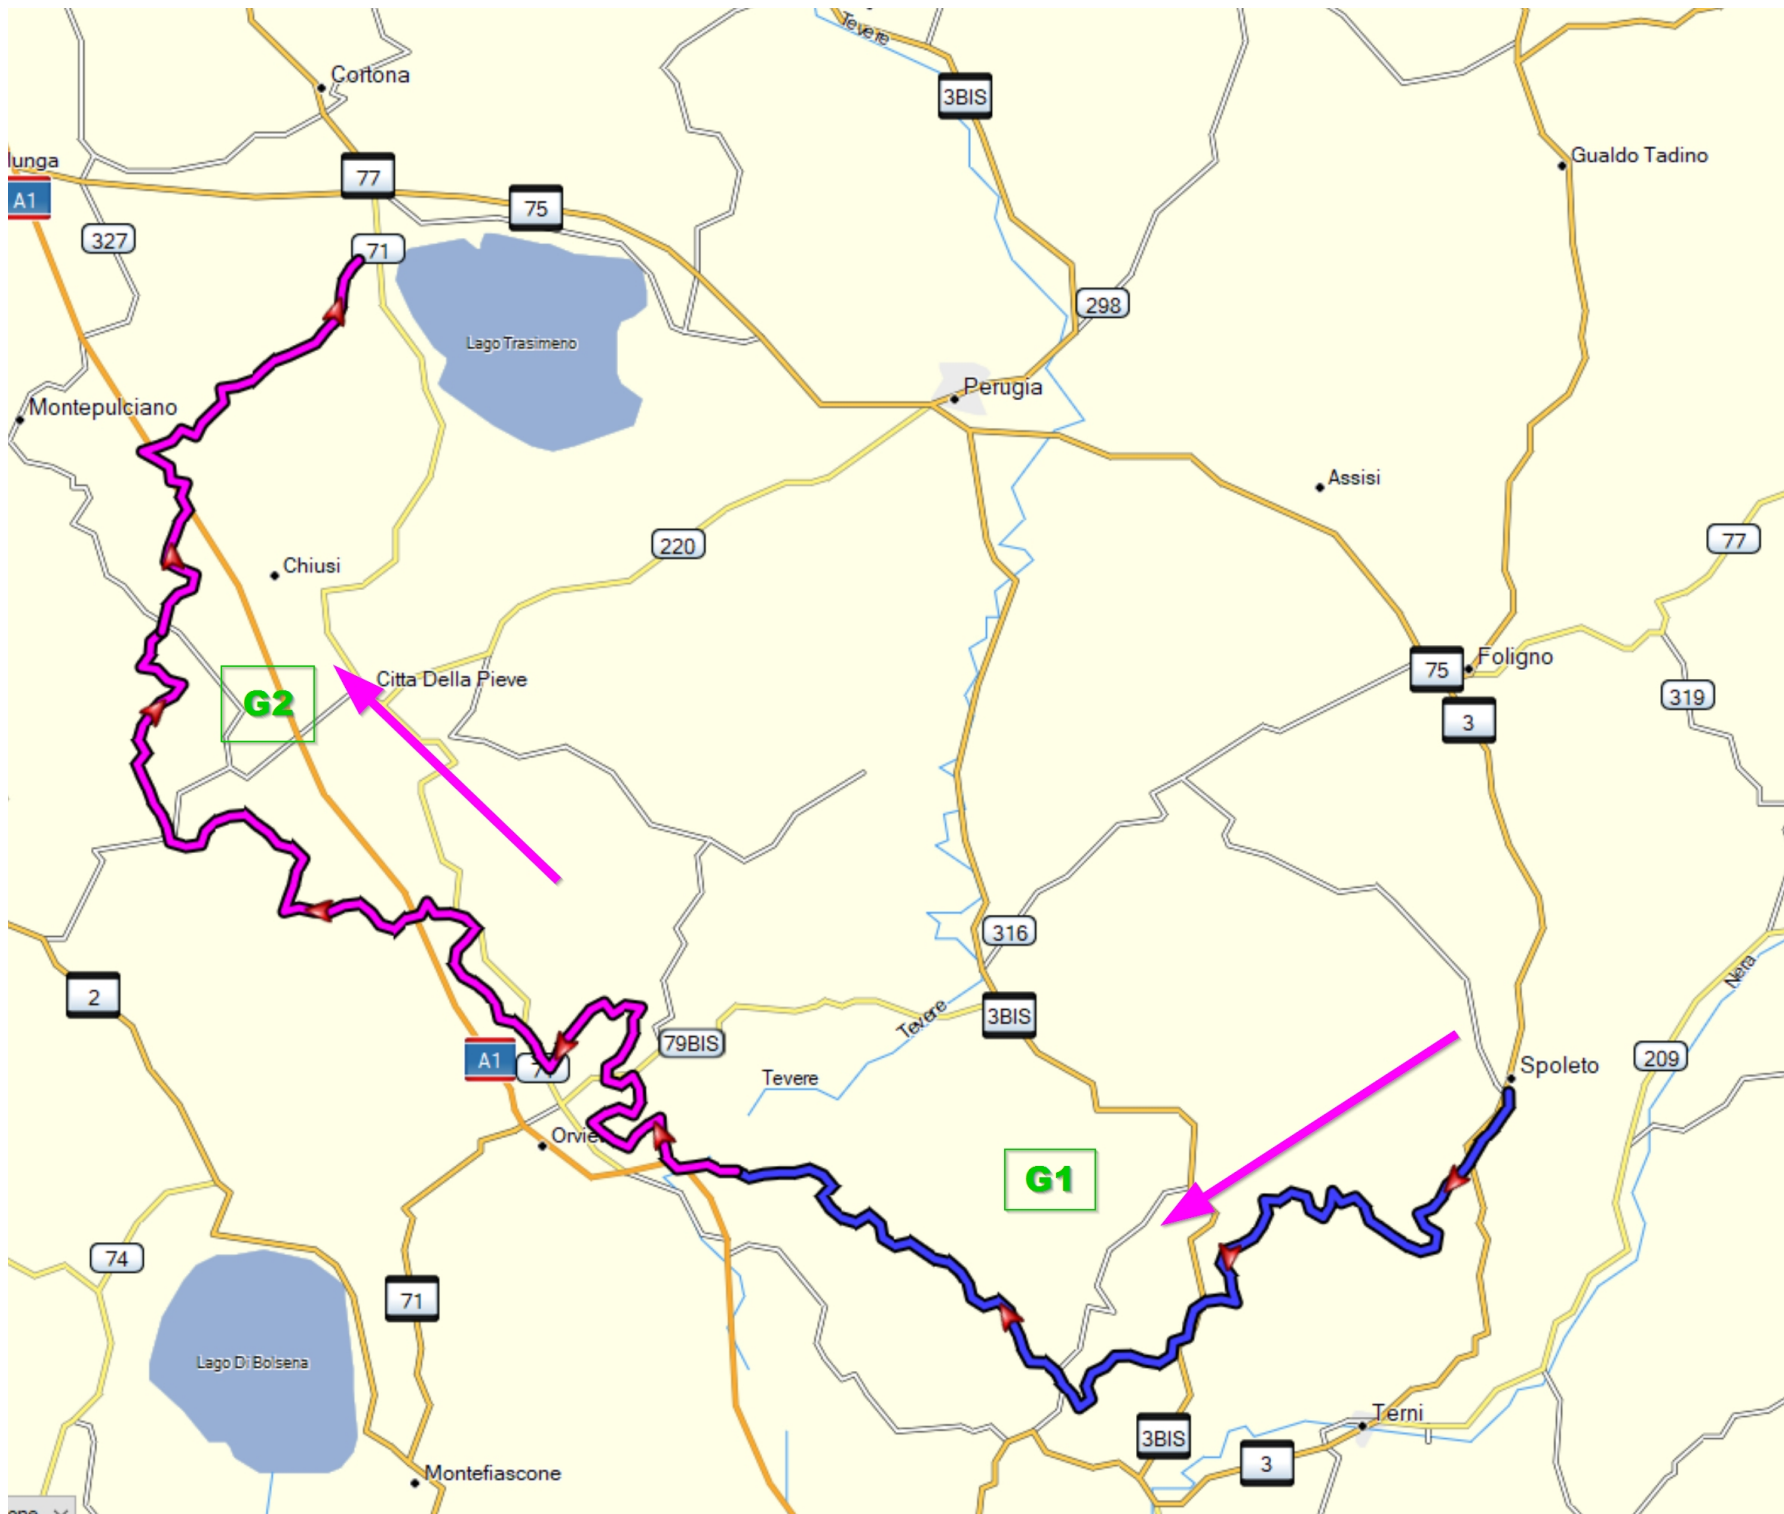 Tevere
Cortona
3BIS
lunga
77
Gualdo Tadino
A1
75
327
71
298
Lago Trasimeno
Perugia
Montepulciano
Assisi
220
77
Chiusi
Foligno
75
Citta Della Pieve
319
G2
3
316
2
Nera
3BIS
Tevere
79BIS
A1
209
Spoleto
Tevere
Orvie
G1
74
71
Lago Di Bolsena
Terni
3BIS
3
Montefiascone